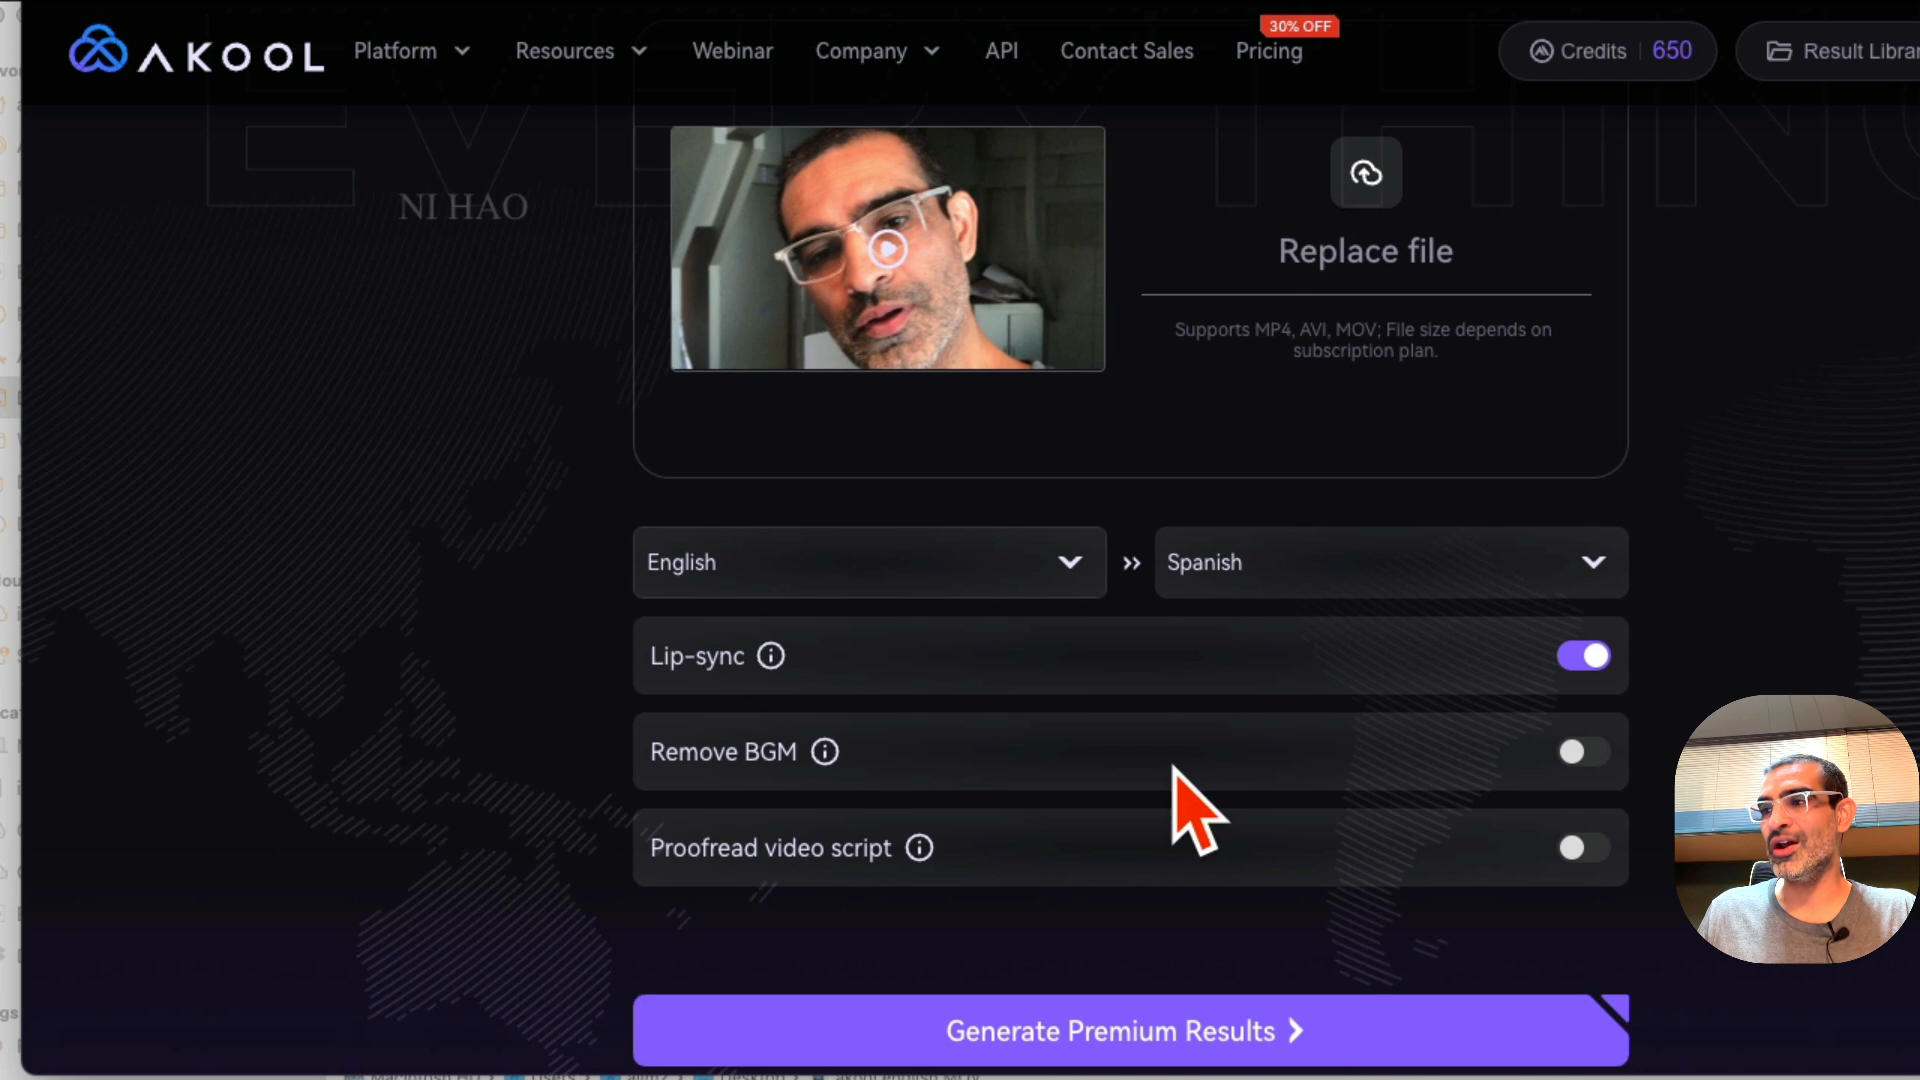 AKOOL
Platform
Resources
Webinar
Company
API
Contact Sales
30% OFF
Pricing
Credits
650
Result Librar
EVERYTHING
NI HAO
Replace file
Supports MP4, AVI, MOV; File size depends on
subscription plan.
English
Spanish
Lip-sync
Remove BGM
Proofread video script
Generate Premium Results